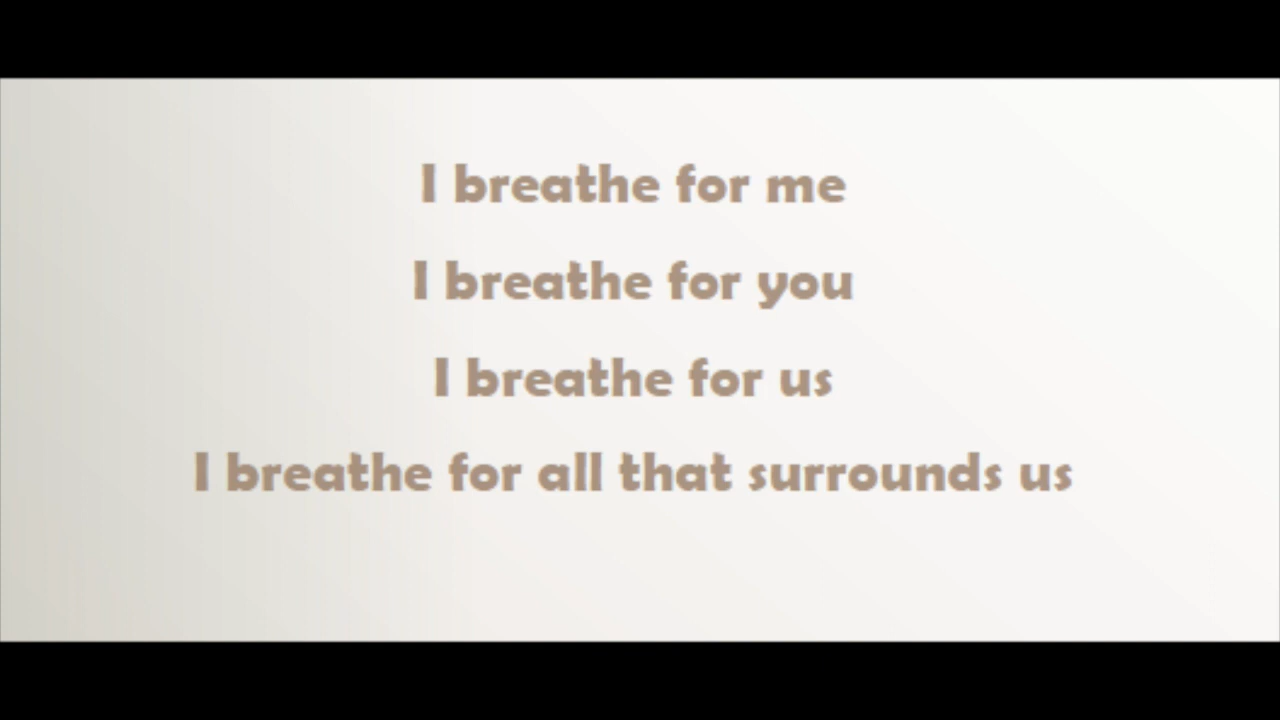 I breathe for me
I breathe for you
I breathe for us
I breathe for all that surrounds us